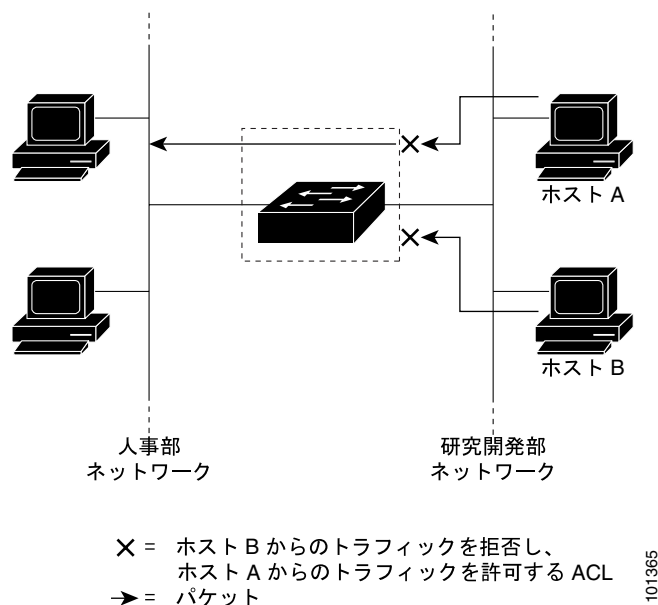 ホスト A
ホスト B
人事部
ネットワーク
研究開発部
ネットワーク
✕ = ホスト B からのトラフィックを拒否し、
ホスト A からのトラフィックを許可する ACL
➔ = パケット
101365